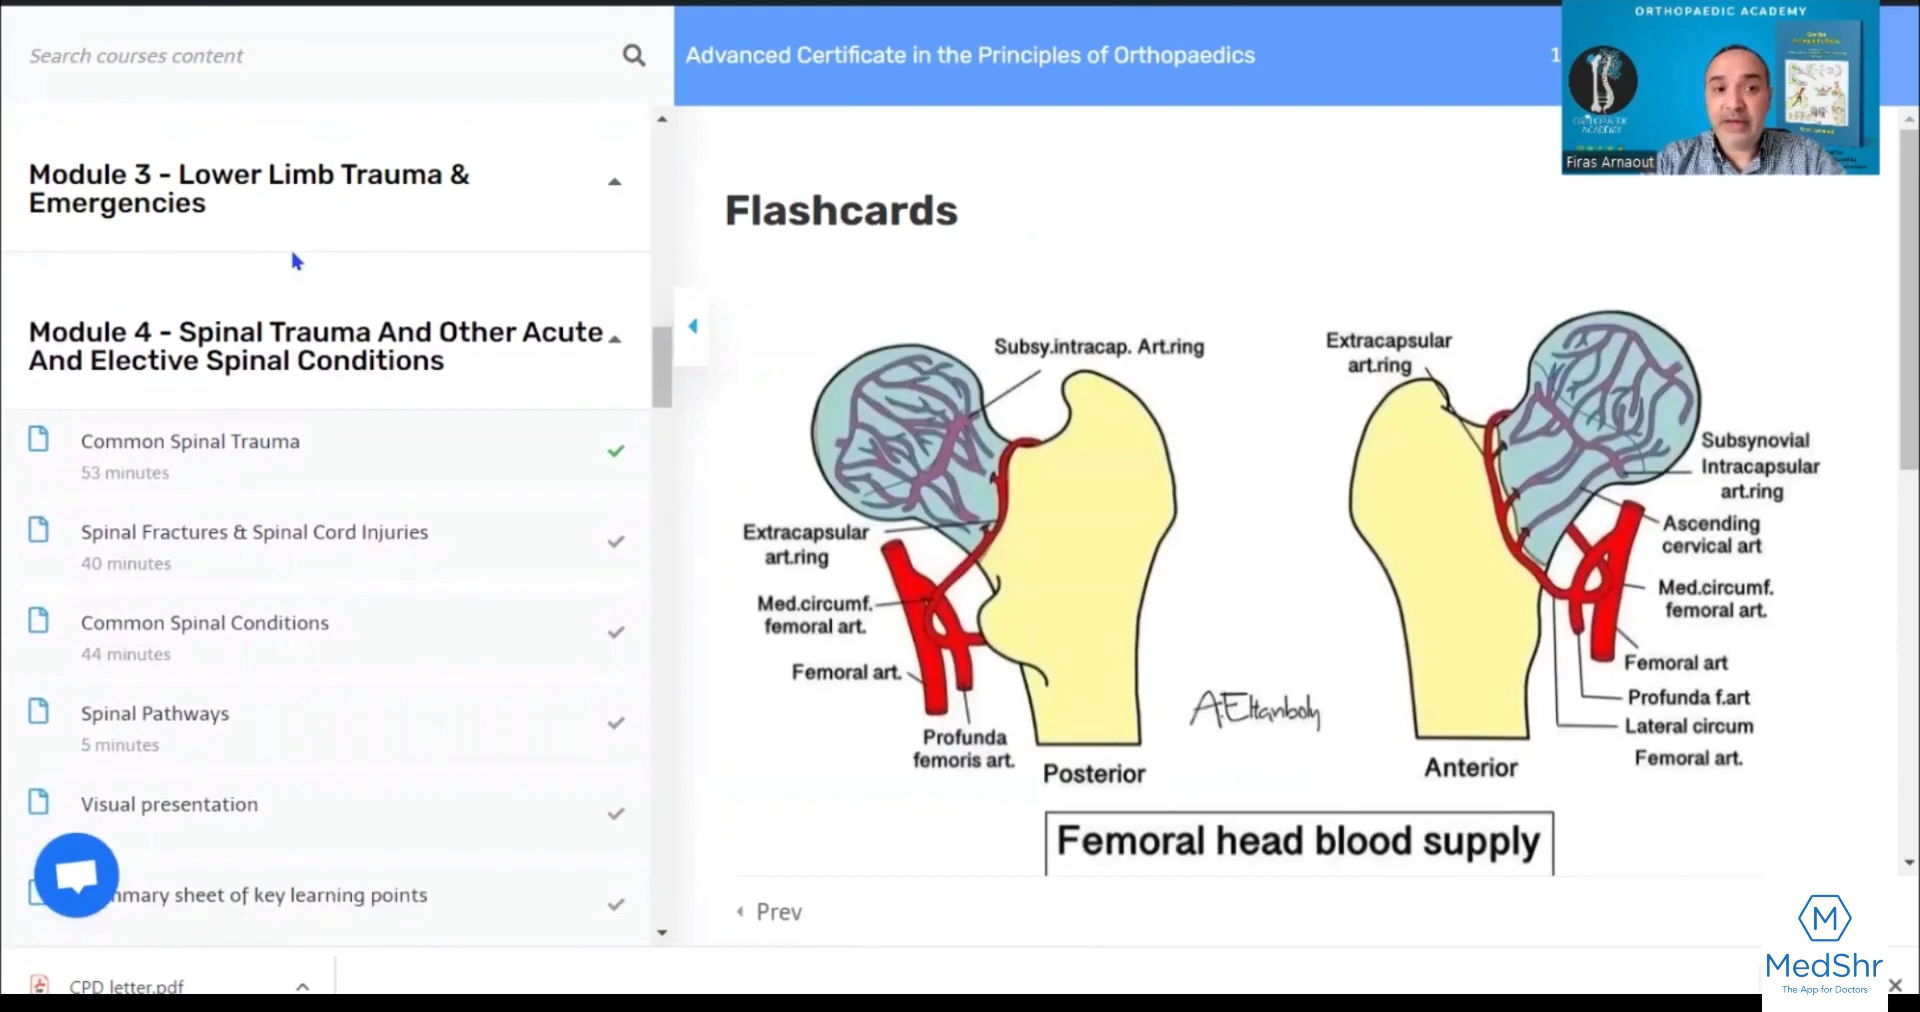 Search courses content
Advanced Certificate in the Principles of Orthopaedics
1
ORTHOPAEDIC ACADEMY
ORTHOPAEDIC
ACADEMY
Firas Arnaout
Module 3 - Lower Limb Trauma &
Emergencies
Module 4 - Spinal Trauma And Other Acute
And Elective Spinal Conditions
Common Spinal Trauma
53 minutes
Spinal Fractures & Spinal Cord Injuries
40 minutes
Common Spinal Conditions
44 minutes
Spinal Pathways
5 minutes
Visual presentation
mmary sheet of key learning points
Flashcards
Subsy.intracap. Art.ring
Extracapsular
art.ring
Med.circumf.
femoral art.
Femoral art.
Profunda
femoris art.
Posterior
A.Eltanboly
Extracapsular
art.ring
Subsynovial
Intracapsular
art.ring
Ascending
cervical art
Med.circumf.
femoral art.
Femoral art
Profunda f.art
Lateral circum
Femoral art.
Anterior
Femoral head blood supply
Prev
CPD letter.pdf
M
MedShr
The App for Doctors